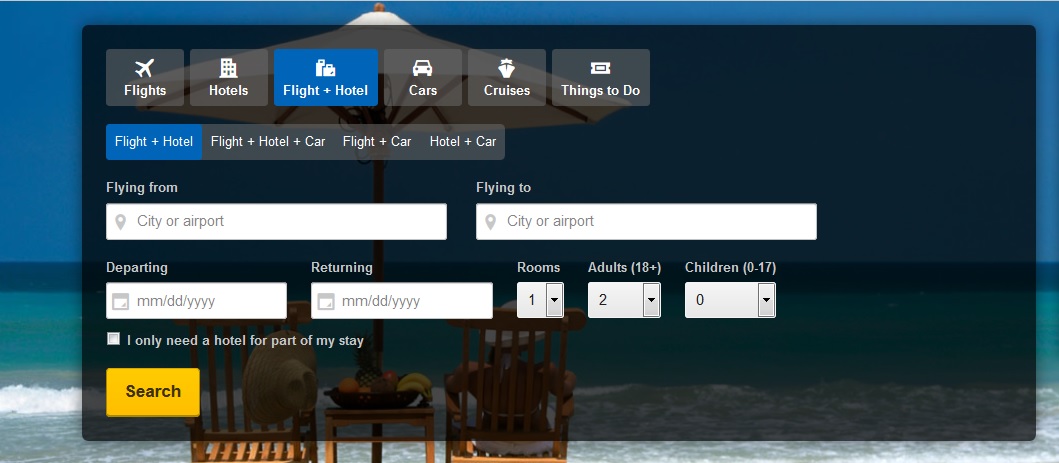 Flights Hotels Flight + Hotel Cars Cruises Things to Do
Flight + Hotel Flight + Hotel + Car Flight + Car Hotel + Car
Flying from Flying to
City or airport City or airport
Departing Returning Rooms Adults (18+) Children (0-17)
mm/dd/yyyy mm/dd/yyyy 1 2 0
I only need a hotel for part of my stay
Search